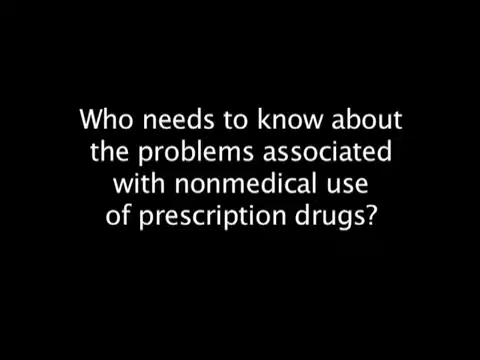 Who needs to know about
the problems associated
with nonmedical use
of prescription drugs?